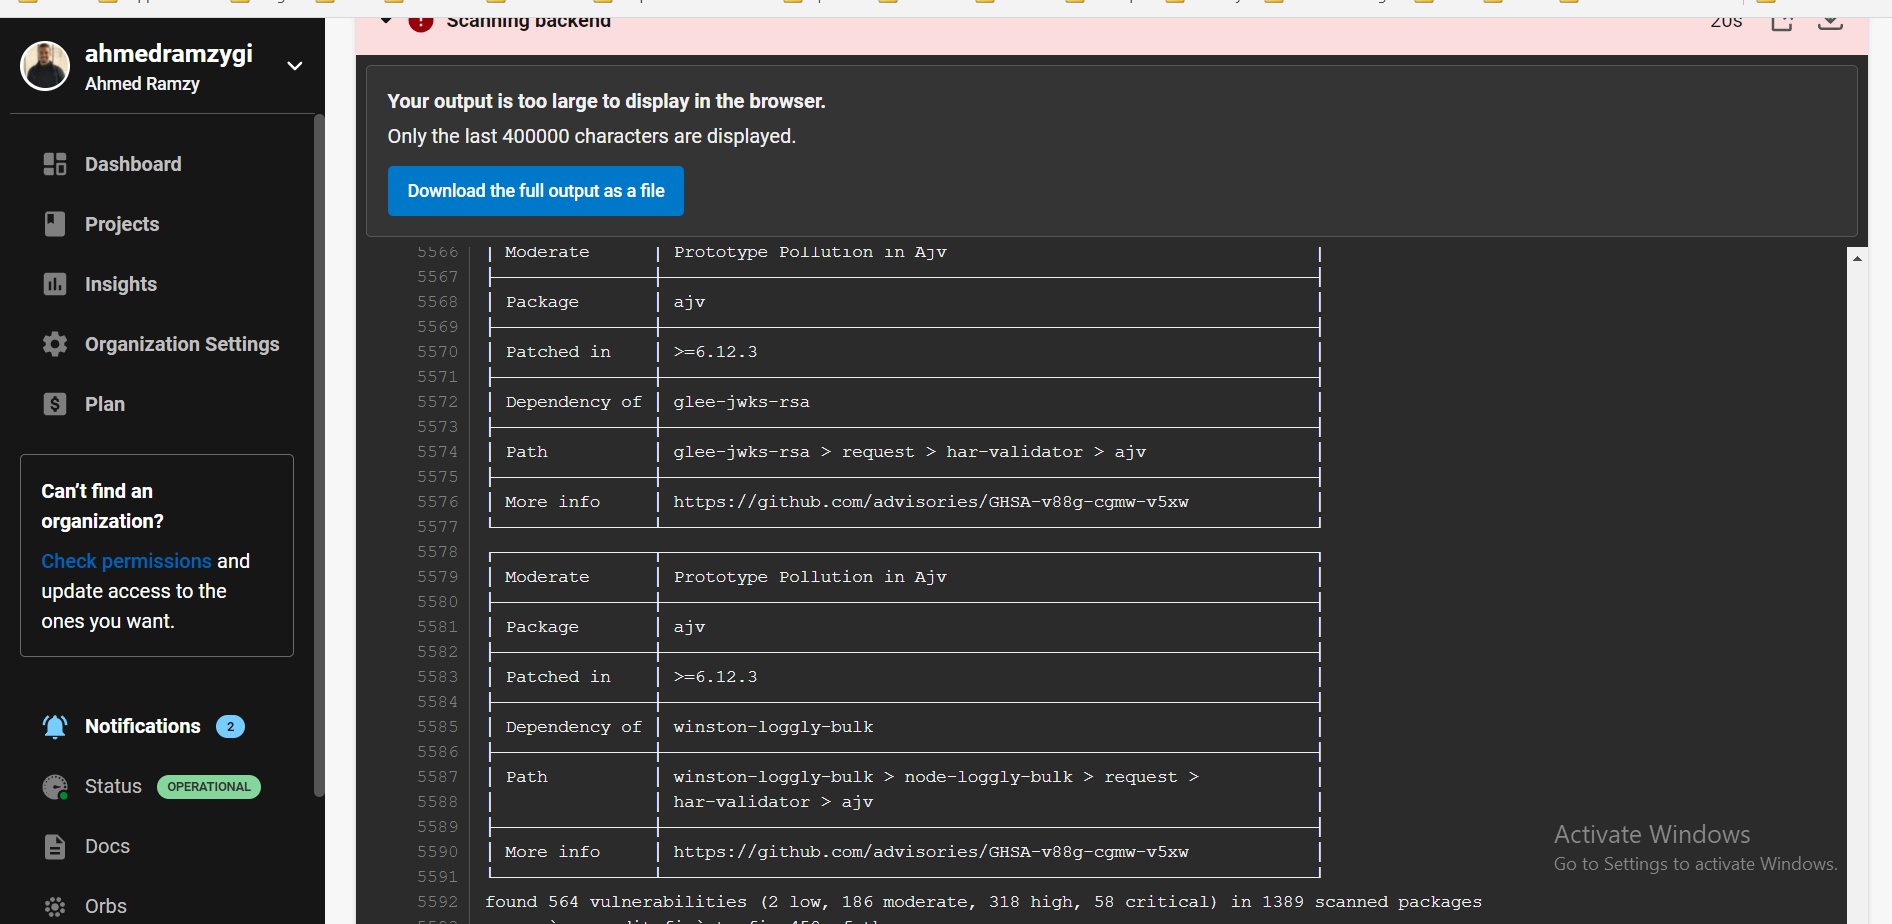 Scanning backend
20s
ahmedramzygi
Ahmed Ramzy
Dashboard
Projects
Insights
Organization Settings
Plan
Can't find an
organization?
Check permissions and
update access to the
ones you want.
Notifications 2
Status OPERATIONAL
Docs
Orbs
Your output is too large to display in the browser.
Only the last 400000 characters are displayed.
Download the full output as a file
5566 │ Moderate │ Prototype Pollution in Ajv │
5567
5568 │ Package │ ajv │
5569
5570 │ Patched in │ >=6.12.3 │
5571
5572 │ Dependency of │ glee-jwks-rsa │
5573
5574 │ Path │ glee-jwks-rsa > request > har-validator > ajv │
5575
5576 │ More info │ https://github.com/advisories/GHSA-v88g-cgmw-v5xw │
5577
5578
5579 │ Moderate │ Prototype Pollution in Ajv │
5580
5581 │ Package │ ajv │
5582
5583 │ Patched in │ >=6.12.3 │
5584
5585 │ Dependency of │ winston-loggly-bulk │
5586
5587 │ Path │ winston-loggly-bulk > node-loggly-bulk > request > │
5588 │ │ har-validator > ajv │
5589
5590 │ More info │ https://github.com/advisories/GHSA-v88g-cgmw-v5xw │
5591
5592 found 564 vulnerabilities (2 low, 186 moderate, 318 high, 58 critical) in 1389 scanned packages
Activate Windows
Go to Settings to activate Windows.